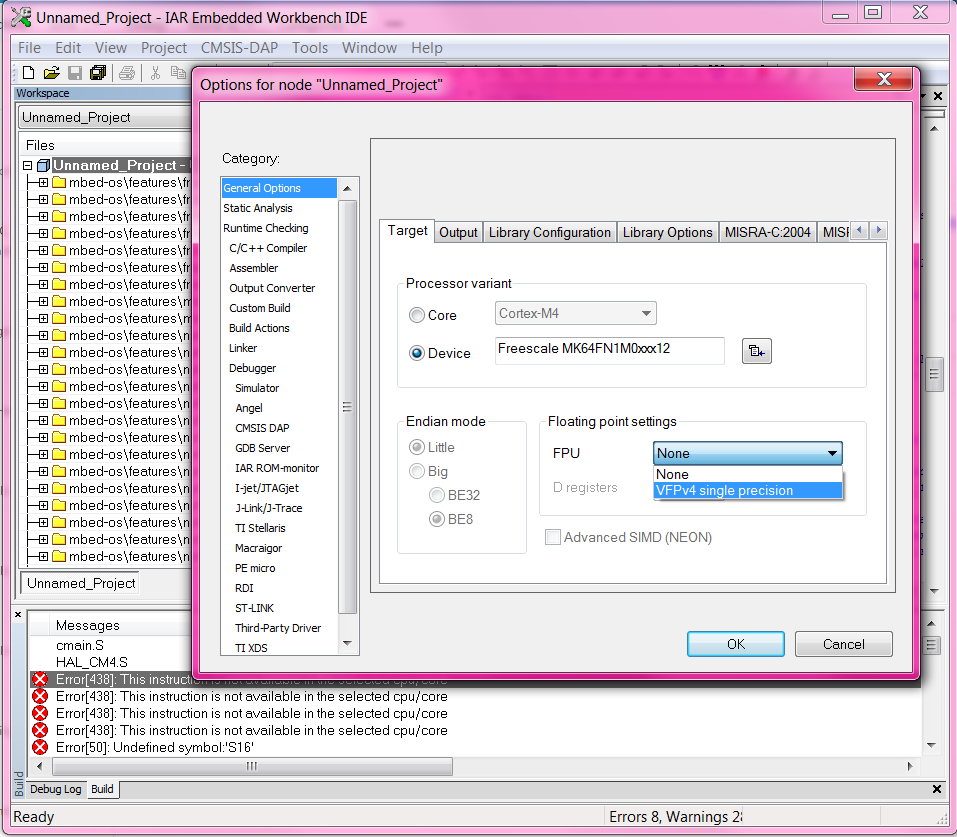 Unnamed_Project - IAR Embedded Workbench IDE
File Edit View Project CMSIS-DAP Tools Window Help
Workspace
Unnamed_Project
Files
Unnamed_Project -
mbed-os\features\fr
mbed-os\features\fr
mbed-os\features\fr
mbed-os\features\fr
mbed-os\features\fr
mbed-os\features\fr
mbed-os\features\fr
mbed-os\features\m
mbed-os\features\m
mbed-os\features\n
mbed-os\features\n
mbed-os\features\n
mbed-os\features\n
mbed-os\features\n
mbed-os\features\n
mbed-os\features\n
mbed-os\features\n
mbed-os\features\n
mbed-os\features\n
mbed-os\features\n
mbed-os\features\n
mbed-os\features\n
mbed-os\features\n
Unnamed_Project
Options for node "Unnamed_Project"
Category:
General Options
Static Analysis
Runtime Checking
C/C++ Compiler
Assembler
Output Converter
Custom Build
Build Actions
Linker
Debugger
Simulator
Angel
CMSIS DAP
GDB Server
IAR ROM-monitor
I-jet/JTAGjet
J-Link/J-Trace
TI Stellaris
Macraigor
PE micro
RDI
ST-LINK
Third-Party Driver
TI XDS
Target Output Library Configuration Library Options MISRA-C:2004
Processor variant
Core Cortex-M4
Device Freescale MK64FN1M0xxx12
Endian mode
Little
Big
BE32
BE8
Floating point settings
FPU None
None
VFPv4 single precision
D registers
Advanced SIMD (NEON)
OK Cancel
Messages
cmain.S
HAL_CM4.S
Error[438]: This instruction is not available in the selected cpu/core
Error[438]: This instruction is not available in the selected cpu/core
Error[438]: This instruction is not available in the selected cpu/core
Error[438]: This instruction is not available in the selected cpu/core
Error[50]: Undefined symbol:'S16'
Build
Debug Log Build
Ready Errors 8, Warnings